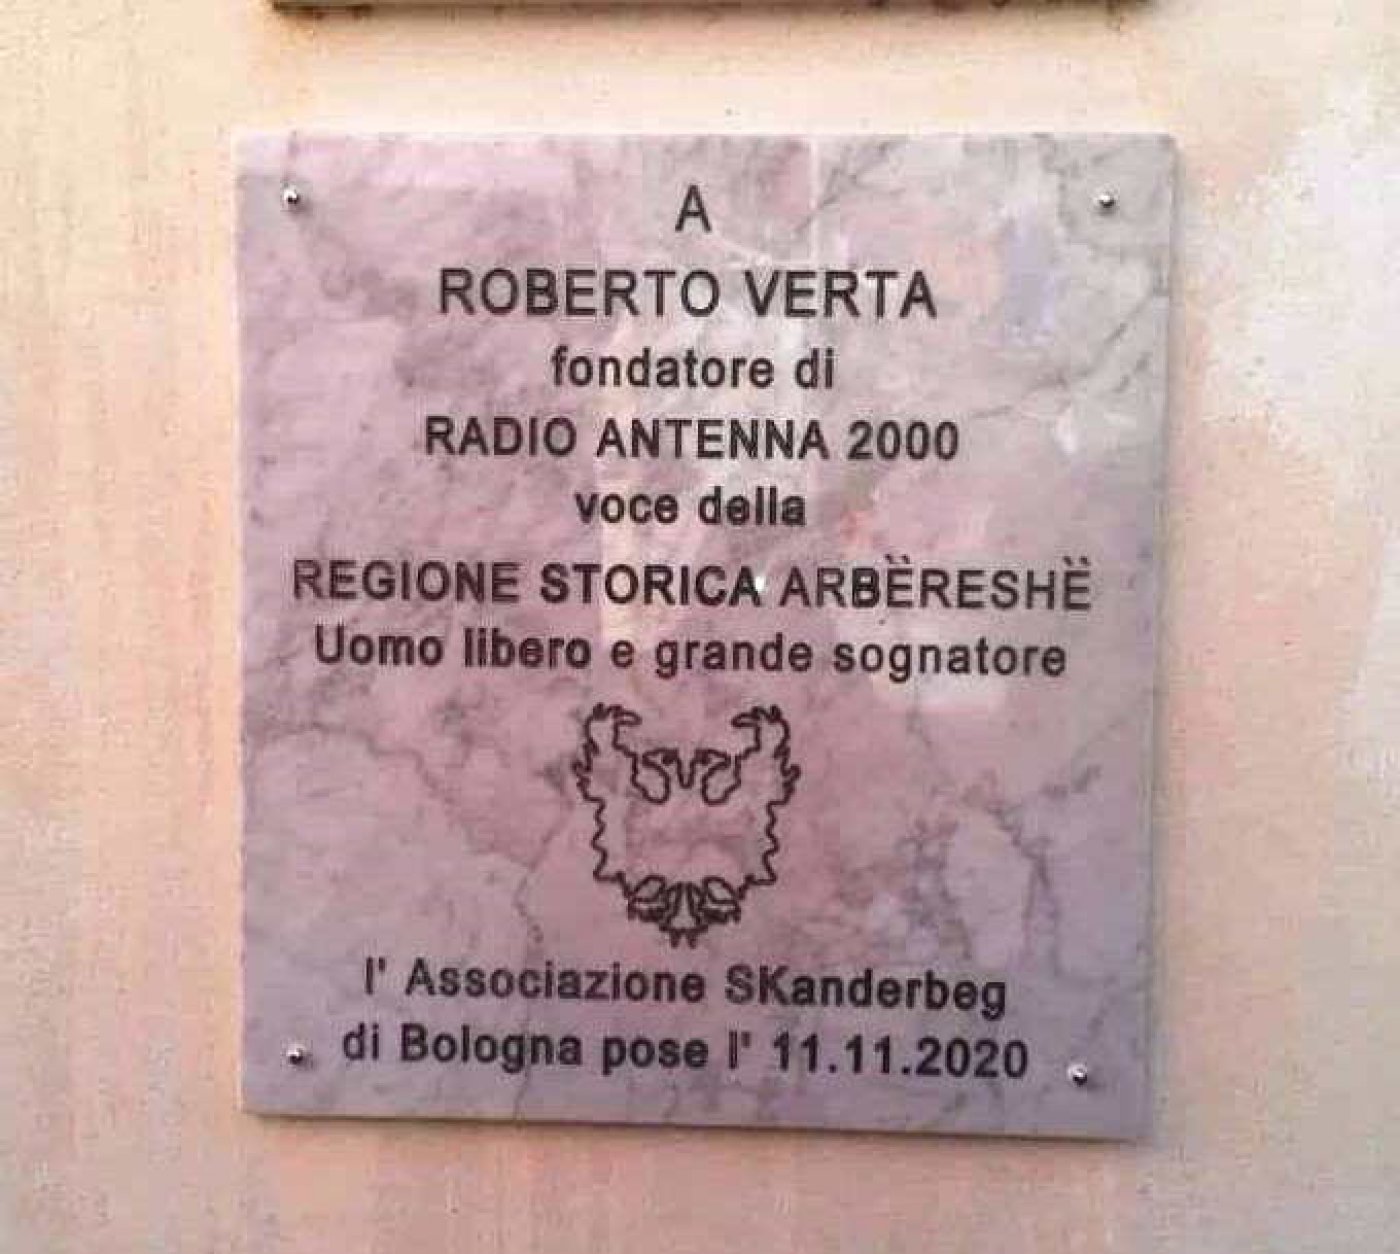 A
ROBERTO VERTA
fondatore di
RADIO ANTENNA 2000
voce della
REGIONE STORICA ARBËRESHË
Uomo libero e grande sognatore
l' Associazione SKanderbeg
di Bologna pose l' 11.11.2020